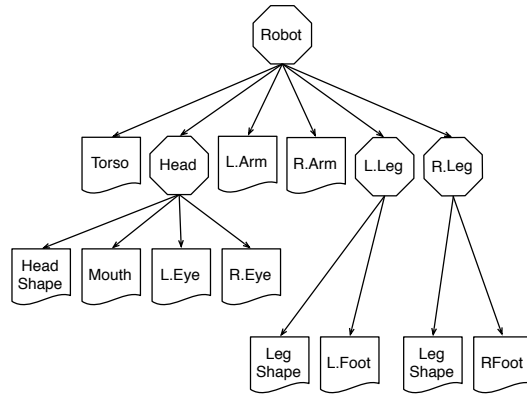 Robot
Torso
Head
L.Arm
R.Arm
L.Leg
R.Leg
Head
Shape
Mouth
L.Eye
R.Eye
Leg
Shape
L.Foot
Leg
Shape
RFoot